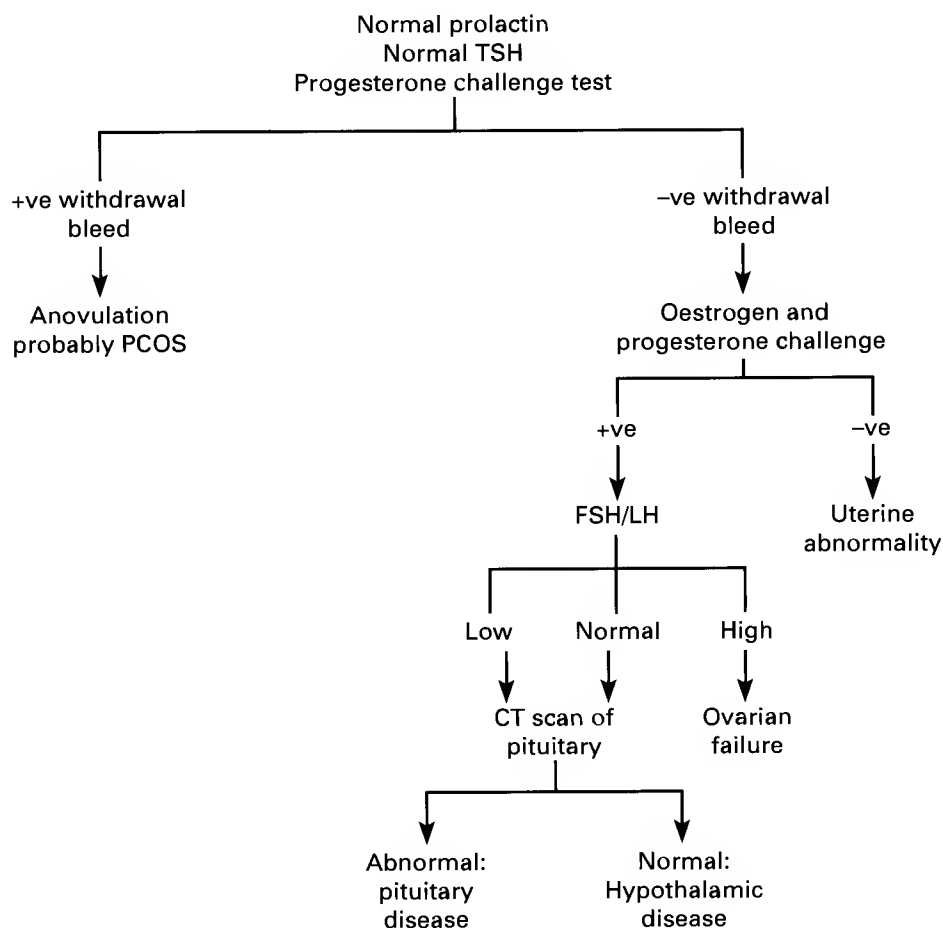 Normal prolactin
Normal TSH
Progesterone challenge test
+ve withdrawal
bleed
–ve withdrawal
bleed
Anovulation
probably PCOS
Oestrogen and
progesterone challenge
+ve
–ve
FSH/LH
Uterine
abnormality
Low
Normal
High
CT scan of
pituitary
Ovarian
failure
Abnormal:
pituitary
disease
Normal:
Hypothalamic
disease